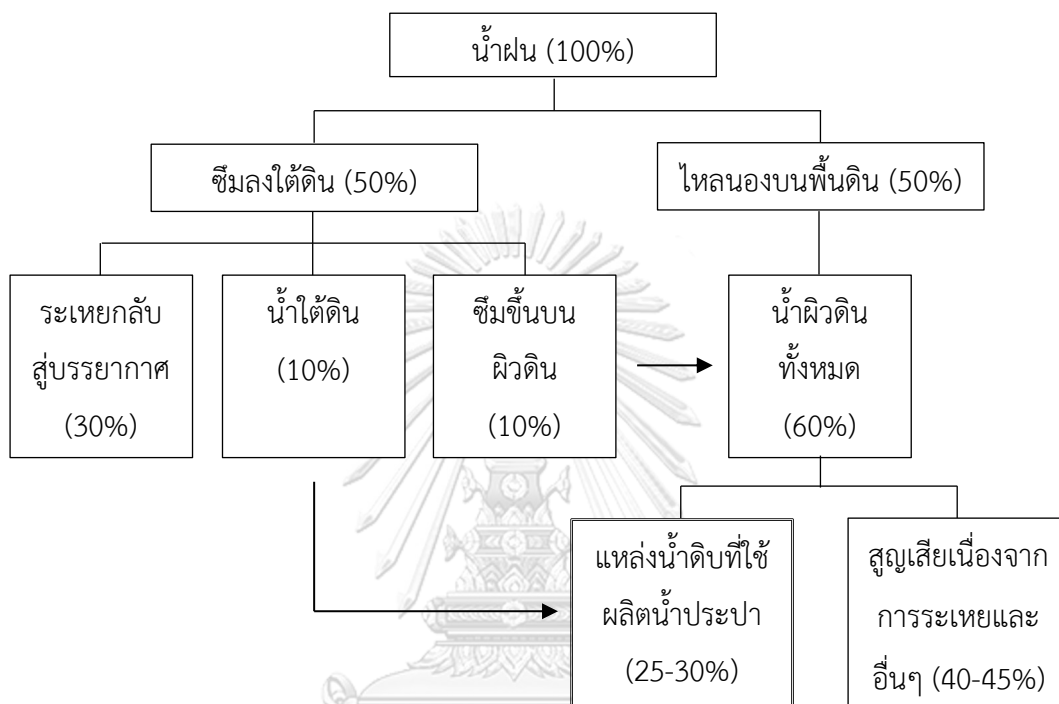 น้ำฝน (100%)
ซึมลงใต้ดิน (50%)
ไหลนองบนพื้นดิน (50%)
ระเหยกลับ
สู่บรรยากาศ
(30%)
น้ำใต้ดิน
(10%)
ซึมขึ้นบน
ผิวดิน
(10%)
น้ำผิวดิน
ทั้งหมด
(60%)
แหล่งน้ำดิบที่ใช้
ผลิตน้ำประปา
(25-30%)
สูญเสียเนื่องจาก
การระเหยและ
อื่นๆ (40-45%)